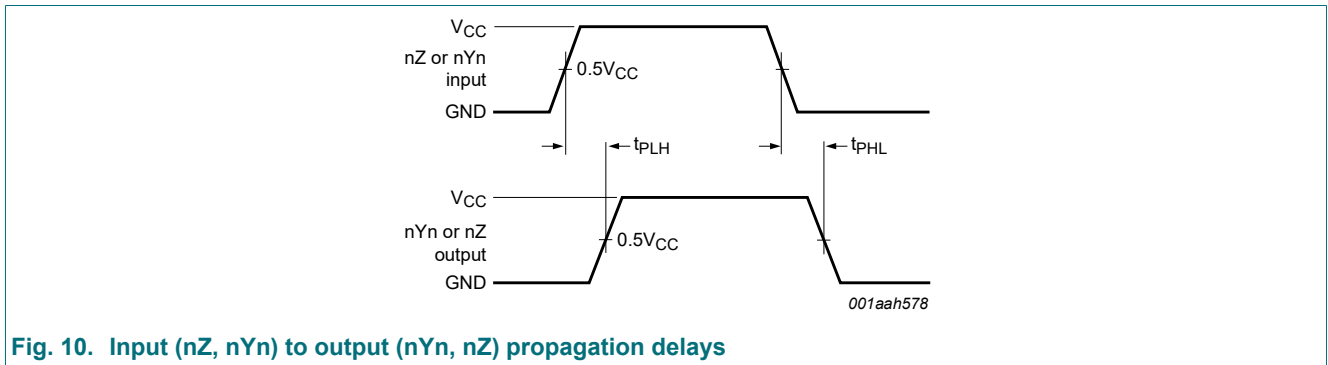 VCC
nZ or nYn
input
0.5VCC
GND
tPLH
tPHL
VCC
nYn or nZ
output
0.5VCC
GND
001aah578
Fig. 10. Input (nZ, nYn) to output (nYn, nZ) propagation delays